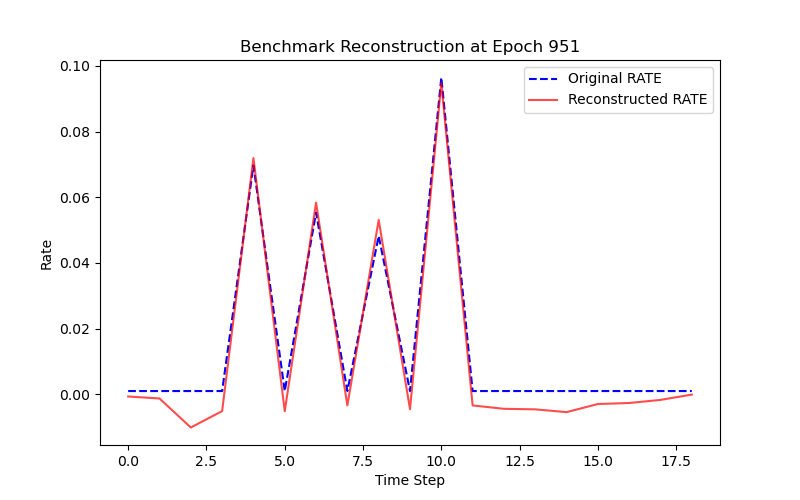 Benchmark Reconstruction at Epoch 951
Original RATE
Reconstructed RATE
Rate
0.10
0.08
0.06
0.04
0.02
0.00
0.0 2.5 5.0 7.5 10.0 12.5 15.0 17.5
Time Step